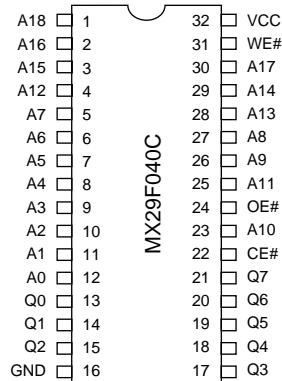 A18 1 32 VCC
A16 2 31 WE#
A15 3 30 A17
A12 4 29 A14
A7 5 28 A13
A6 6 27 A8
A5 7 26 A9
A4 8 25 A11
A3 9 24 OE#
A2 10 23 A10
A1 11 22 CE#
A0 12 21 Q7
Q0 13 20 Q6
Q1 14 19 Q5
Q2 15 18 Q4
GND 16 17 Q3
MX29F040C